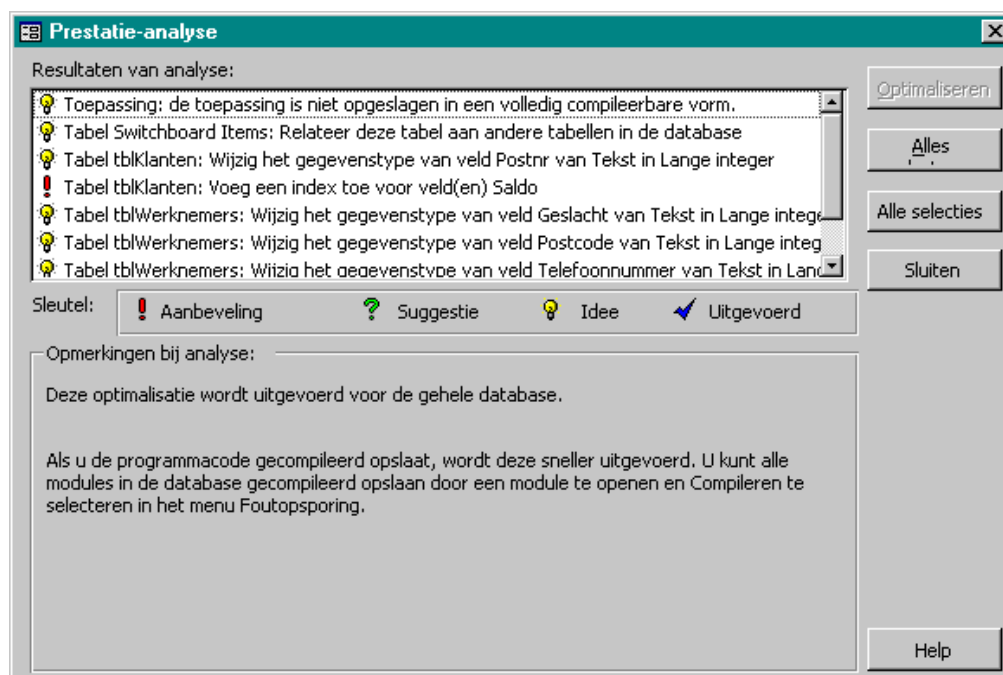 Prestatie-analyse
Resultaten van analyse:
Toepassing: de toepassing is niet opgeslagen in een volledig compileerbare vorm.
Tabel Switchboard Items: Relateer deze tabel aan andere tabellen in de database
Tabel tblKlanten: Wijzig het gegevenstype van veld Postnr van Tekst in Lange integer
Tabel tblKlanten: Voeg een index toe voor veld(en) Saldo
Tabel tblWerknemers: Wijzig het gegevenstype van veld Geslacht van Tekst in Lange intege
Tabel tblWerknemers: Wijzig het gegevenstype van veld Postcode van Tekst in Lange integ
Tabel tblWerknemers: Wijzig het gegevenstype van veld Telefoonnummer van Tekst in Lang
Optimaliseren
Alles
Alle selecties
Sluiten
Sleutel:
Aanbeveling
Suggestie
Idee
Uitgevoerd
Opmerkingen bij analyse:
Deze optimalisatie wordt uitgevoerd voor de gehele database.
Als u de programmacode gecompileerd opslaat, wordt deze sneller uitgevoerd. U kunt alle
modules in de database gecompileerd opslaan door een module te openen en Compileren te
selecteren in het menu Foutopsporing.
Help